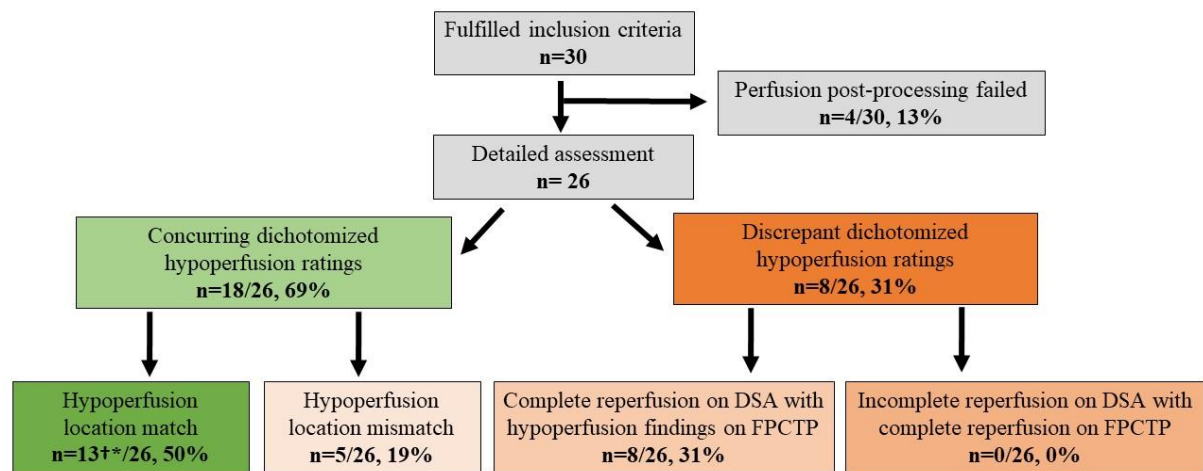 Fulfilled inclusion criteria
n=30
Perfusion post-processing failed
n=4/30, 13%
Detailed assessment
n= 26
Concurring dichotomized
hypoperfusion ratings
n=18/26, 69%
Discrepant dichotomized
hypoperfusion ratings
n=8/26, 31%
Hypoperfusion
location match
n=13†*/26, 50%
Hypoperfusion
location mismatch
n=5/26, 19%
Complete reperfusion on DSA with
hypoperfusion findings on FPCTP
n=8/26, 31%
Incomplete reperfusion on DSA with
complete reperfusion on FPCTP
n=0/26, 0%